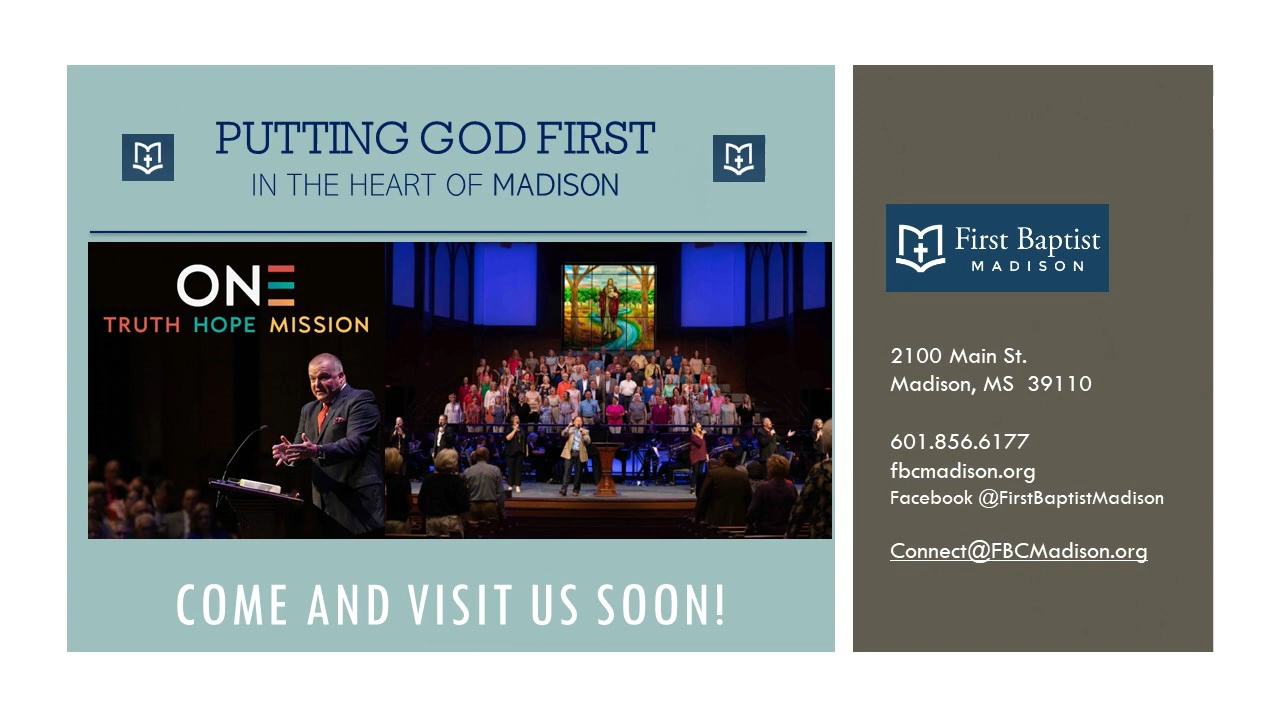 PUTTING GOD FIRST
IN THE HEART OF MADISON
ONE
TRUTH HOPE MISSION
COME AND VISIT US SOON!
First Baptist
MADISON
2100 Main St.
Madison, MS  39110
601.856.6177
fbcmadison.org
Facebook @FirstBaptistMadison
Connect@FBCMadison.org